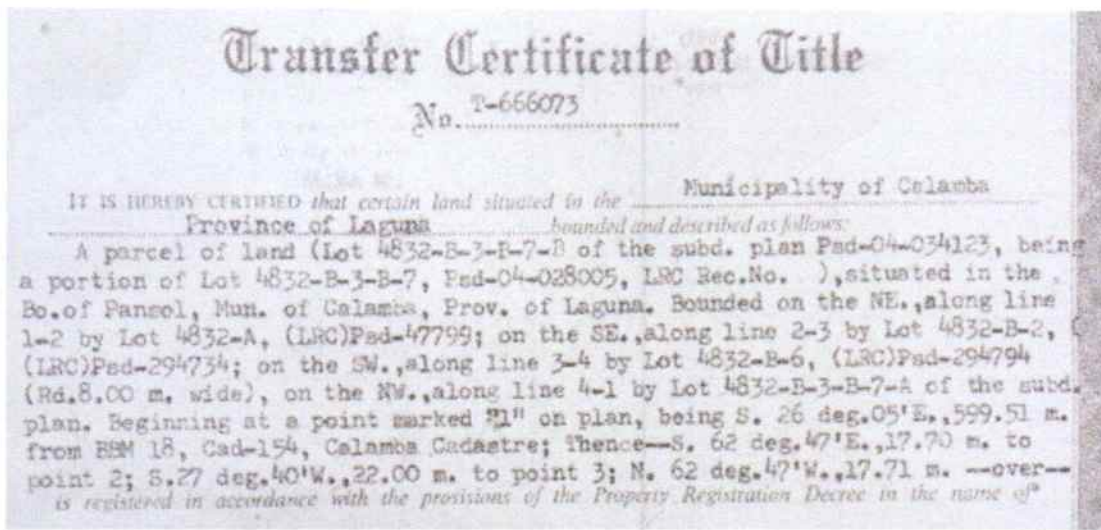 Transfer Certificate of Title
No. T-666073
IT IS HEREBY CERTIFIED that certain land situated in the Municipality of Calamba
Province of Laguna bounded and described as follows:
A parcel of land (Lot 4832-B-3-B-7-B of the subd. plan Psd-04-034123, being
a portion of Lot 4832-B-3-B-7, Psd-04-028005, LRC Rec.No. ),situated in the
Bo.of Pansol, Mun. of Calamba, Prov. of Laguna. Bounded on the NE.,along line
1-2 by Lot 4832-A, (LRC)Psd-47799; on the SE.,along line 2-3 by Lot 4832-B-2, (
(LRC)Psd-294734; on the SW.,along line 3-4 by Lot 4832-B-6, (LRC)Psd-294794
(Rd.8.00 m. wide), on the NW.,along line 4-1 by Lot 4832-B-3-B-7-A of the subd.
plan. Beginning at a point marked "1" on plan, being S. 26 deg.05'E.,599.51 m.
from BBM 18, Cad-154, Calamba Cadastre; Thence--S. 62 deg.47'E.,17.70 m. to
point 2; S.27 deg.40'W.,22.00 m. to point 3; N. 62 deg.47'W.,17.71 m. --over--
is registered in accordance with the provisions of the Property Registration Decree in the name of